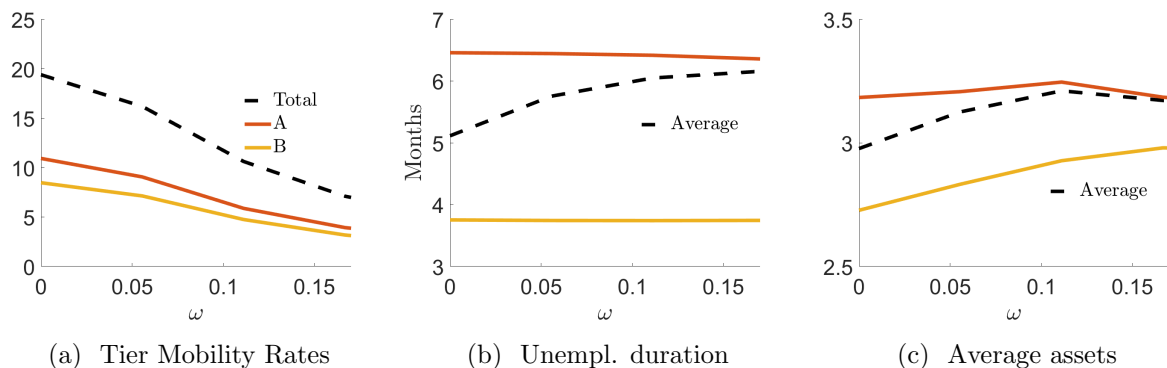 25
20
15
10
5
0
Total
A
B
0
0.05
0.1
0.15
ω
(a) Tier Mobility Rates
7
6
5
4
3
Months
Average
0
0.05
0.1
0.15
ω
(b) Unempl. duration
3.5
3
2.5
Average
0
0.05
0.1
0.15
ω
(c) Average assets